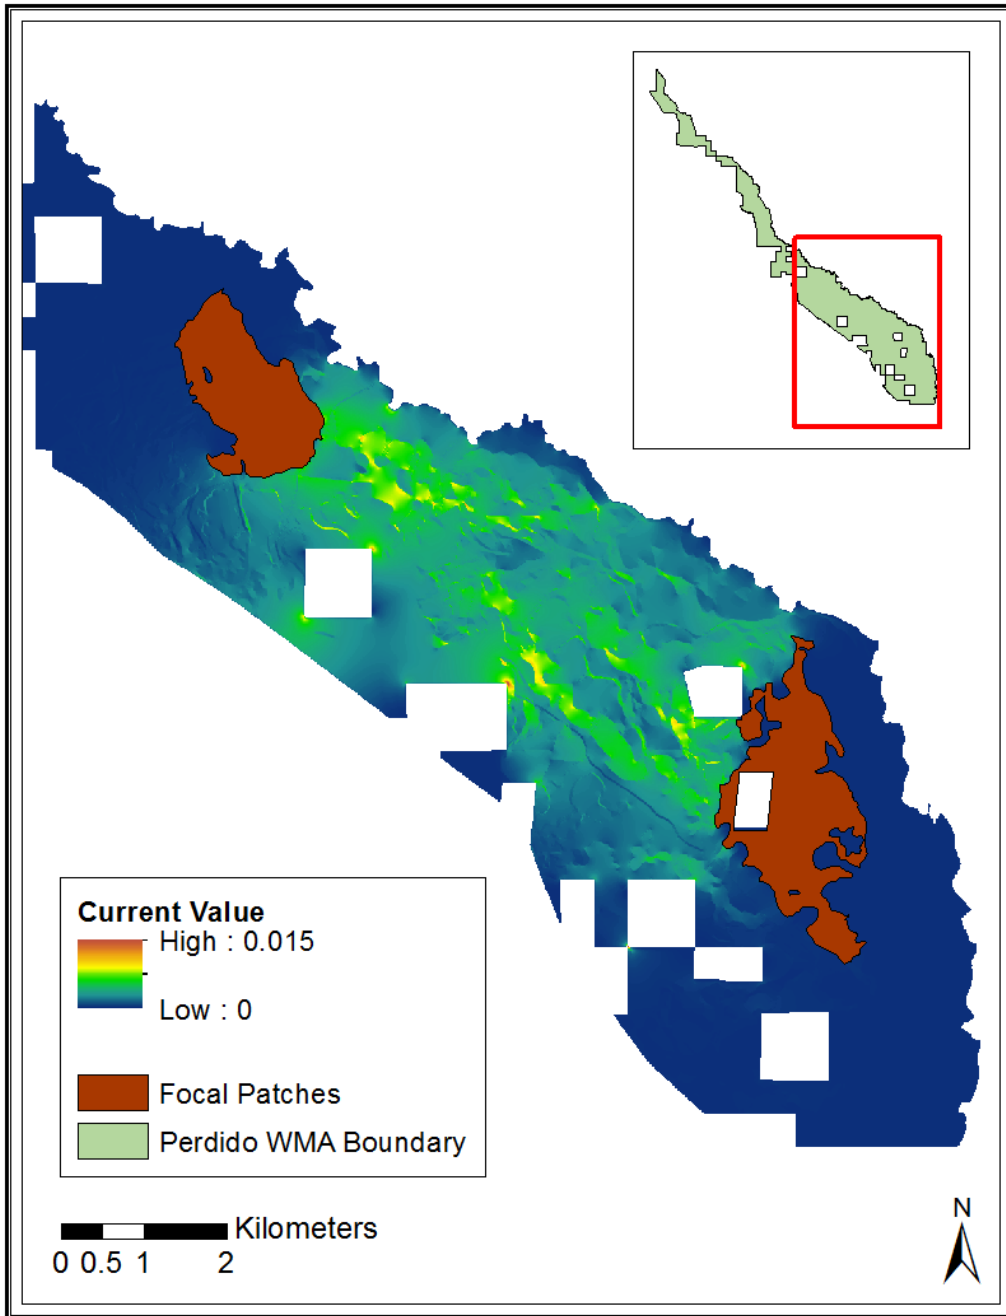 Current Value
High : 0.015
Low : 0
Focal Patches
Perdido WMA Boundary
Kilometers
0 0.5 1 2
N